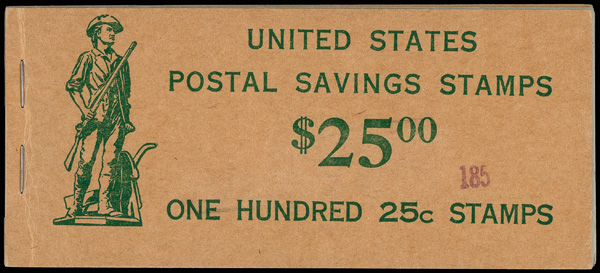 UNITED STATES
POSTAL SAVINGS STAMPS
$25.00
185
ONE HUNDRED 25c STAMPS